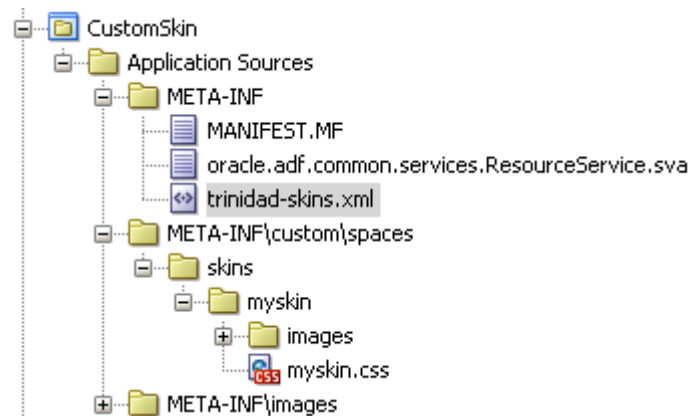 CustomSkin
Application Sources
META-INF
MANIFEST.MF
oracle.adf.common.services.ResourceService.sva
trinidad-skins.xml
META-INF\custom\spaces
skins
myskin
images
CSS myskin.css
META-INF\images